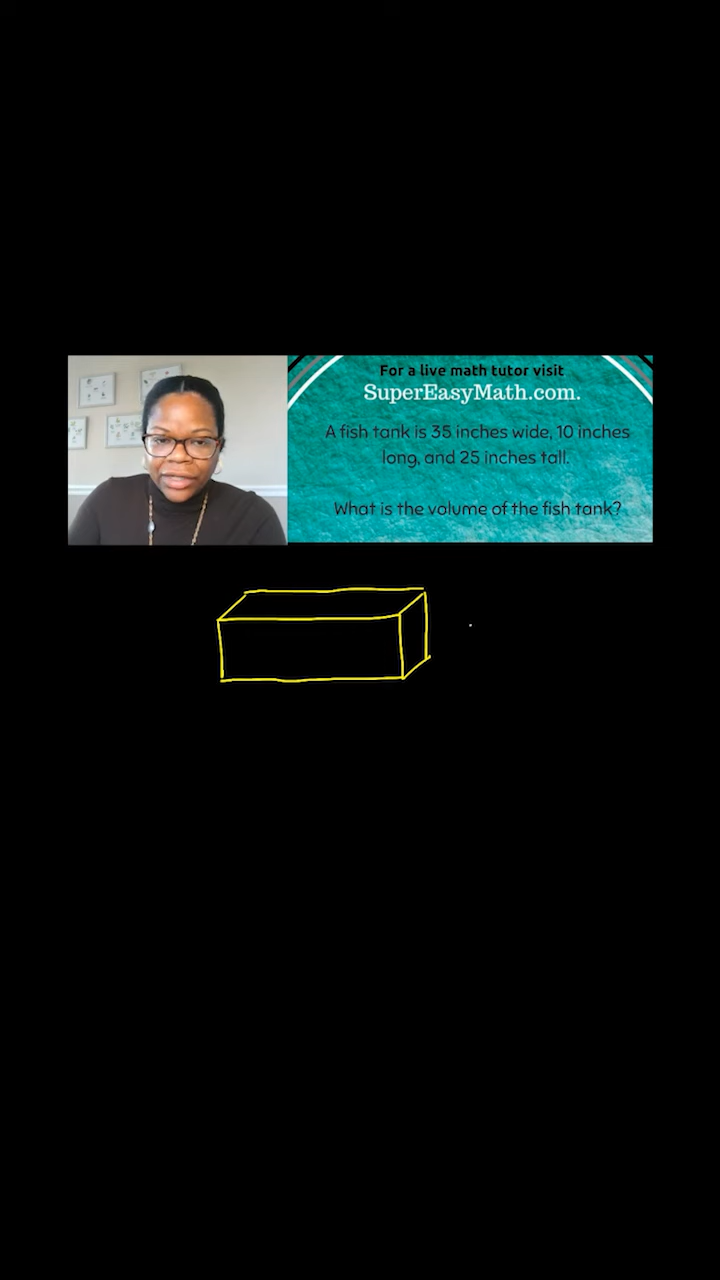 For a live math tutor visit
SuperEasyMath.com.
A fish tank is 35 inches wide, 10 inches
long, and 25 inches tall.
What is the volume of the fish tank?